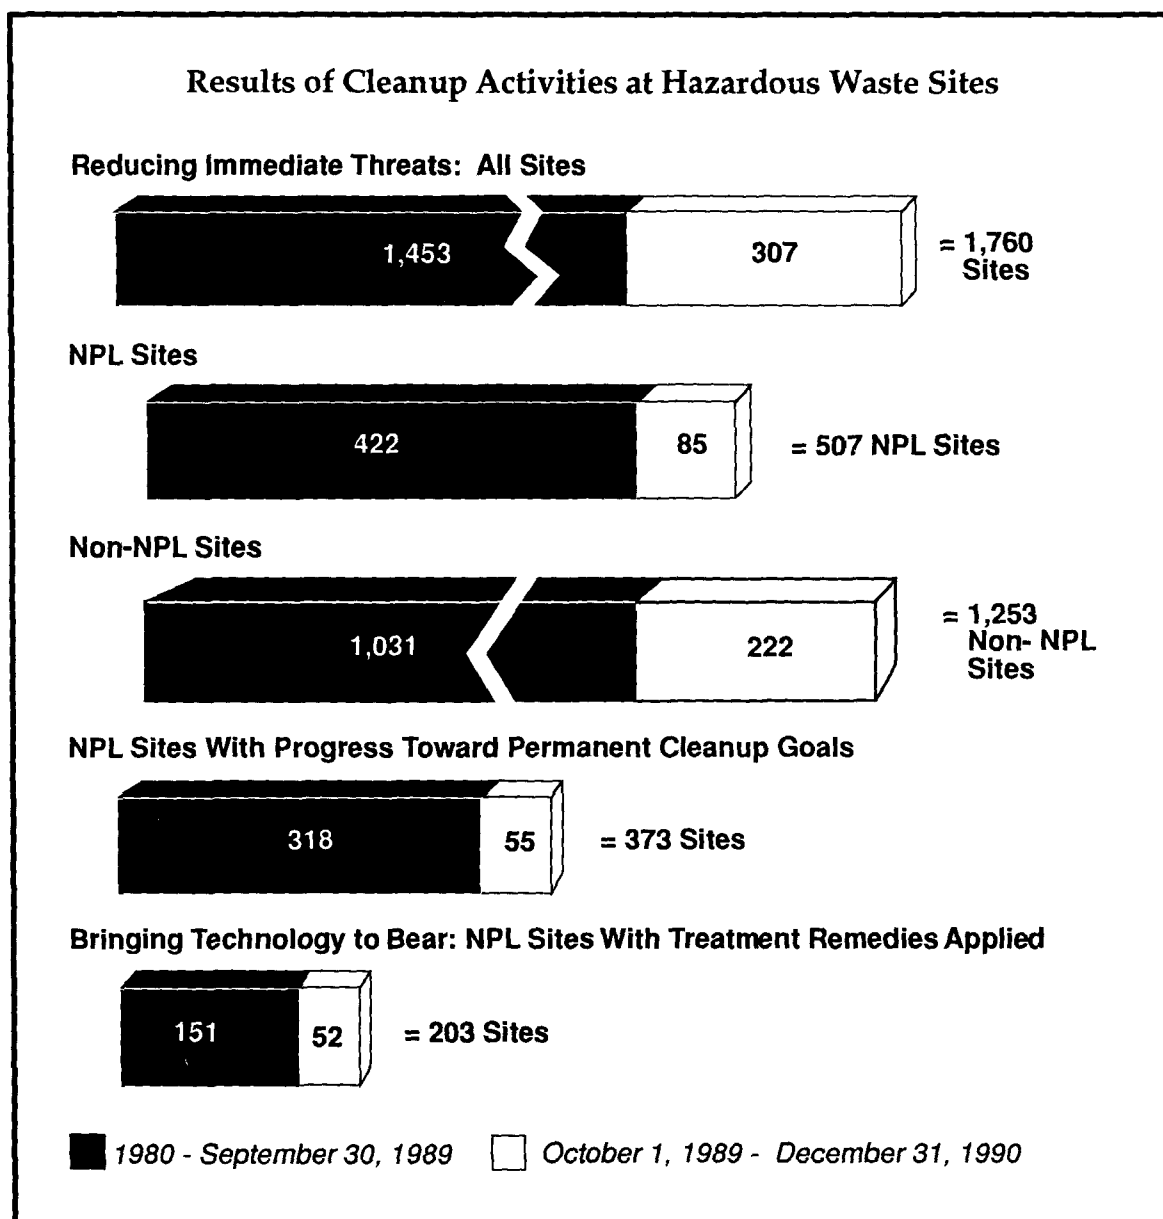 Results of Cleanup Activities at Hazardous Waste Sites
Reducing Immediate Threats: All Sites
1,453
307
= 1,760
Sites
NPL Sites
422
85
= 507 NPL Sites
Non-NPL Sites
1,031
222
= 1,253
Non- NPL
Sites
NPL Sites With Progress Toward Permanent Cleanup Goals
318
55
= 373 Sites
Bringing Technology to Bear: NPL Sites With Treatment Remedies Applied
151
52
= 203 Sites
1980 - September 30, 1989
October 1, 1989 - December 31, 1990